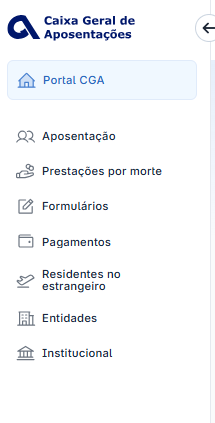 Caixa Geral de
Aposentações
Portal CGA
Aposentação
Prestações por morte
Formulários
Pagamentos
Residentes no
estrangeiro
Entidades
Institucional